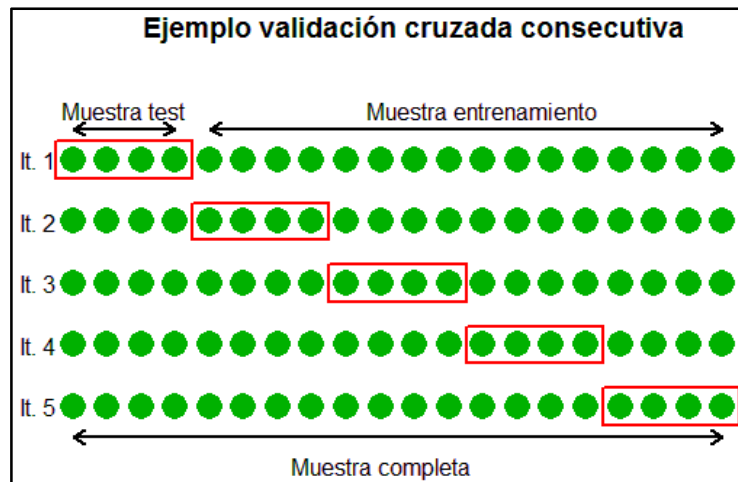 Ejemplo validación cruzada consecutiva
Muestra test
Muestra entrenamiento
It. 1
It. 2
It. 3
It. 4
It. 5
Muestra completa